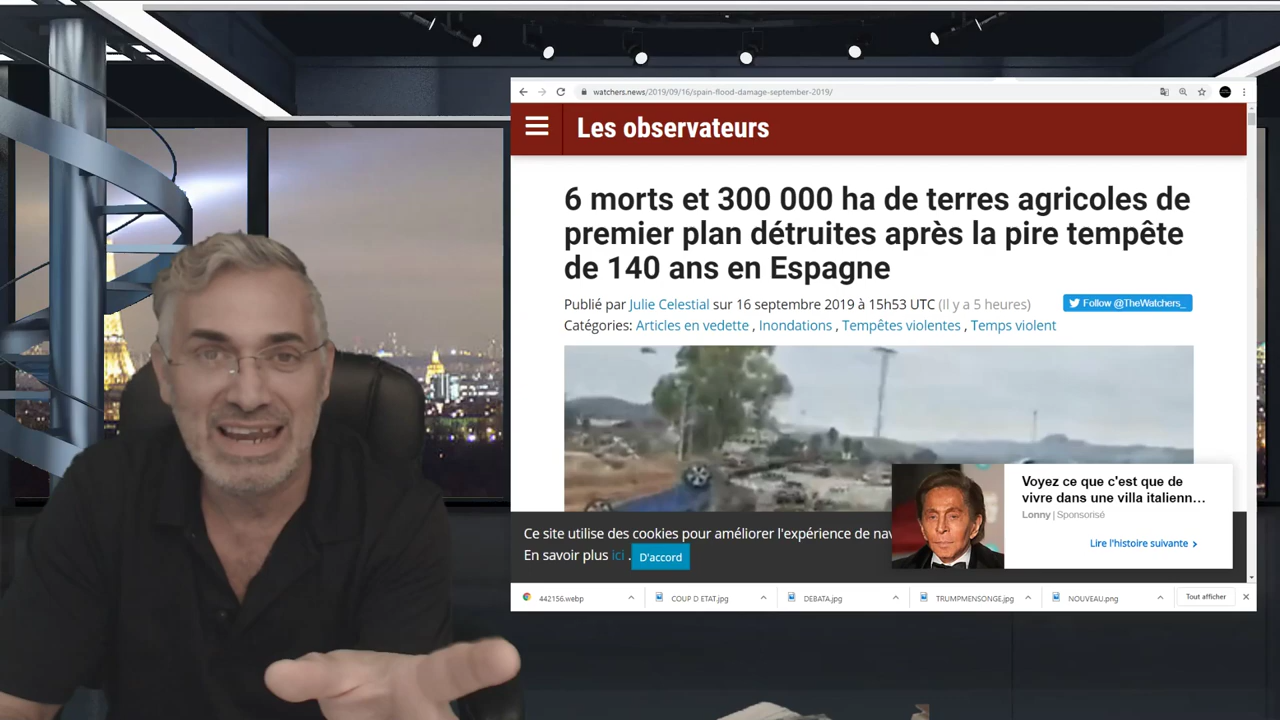 watchers.news/2019/09/16/spain-flood-damage-september-2019/
Les observateurs
6 morts et 300 000 ha de terres agricoles de
premier plan détruites après la pire tempête
de 140 ans en Espagne
Publié par Julie Celestial sur 16 septembre 2019 à 15h53 UTC (Il y a 5 heures)
Follow @TheWatchers_
Catégories: Articles en vedette , Inondations , Tempêtes violentes , Temps violent
Voyez ce que c'est que de
vivre dans une villa italienn…
Lonny | Sponsorisé
Lire l'histoire suivante
Ce site utilise des cookies pour améliorer l'expérience de nav
En savoir plus ici . D'accord
442156.webp
COUP D ETAT.jpg
DEBATA.jpg
TRUMPMENSONGE.jpg
NOUVEAU.png
Tout afficher